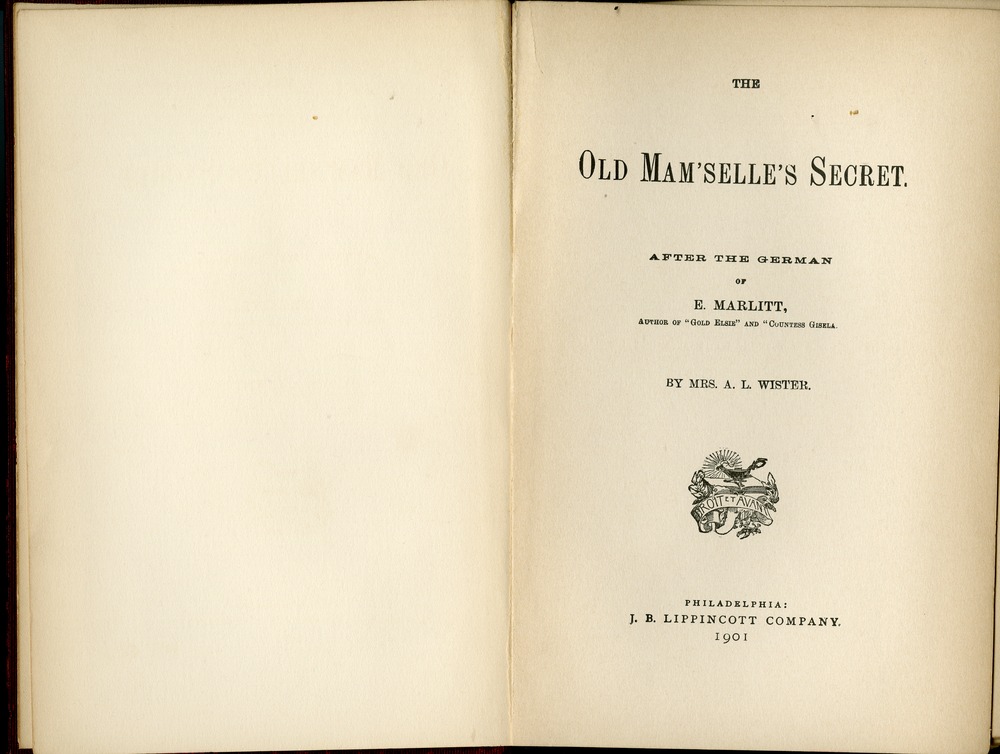 THE
OLD MAM'SELLE'S SECRET.
AFTER THE GERMAN
OF
E. MARLITT,
AUTHOR OF "GOLD ELSIE" AND "COUNTESS GISELA.
BY MRS. A. L. WISTER.
DROIT ET AVANT
PHILADELPHIA:
J. B. LIPPINCOTT COMPANY.
1901